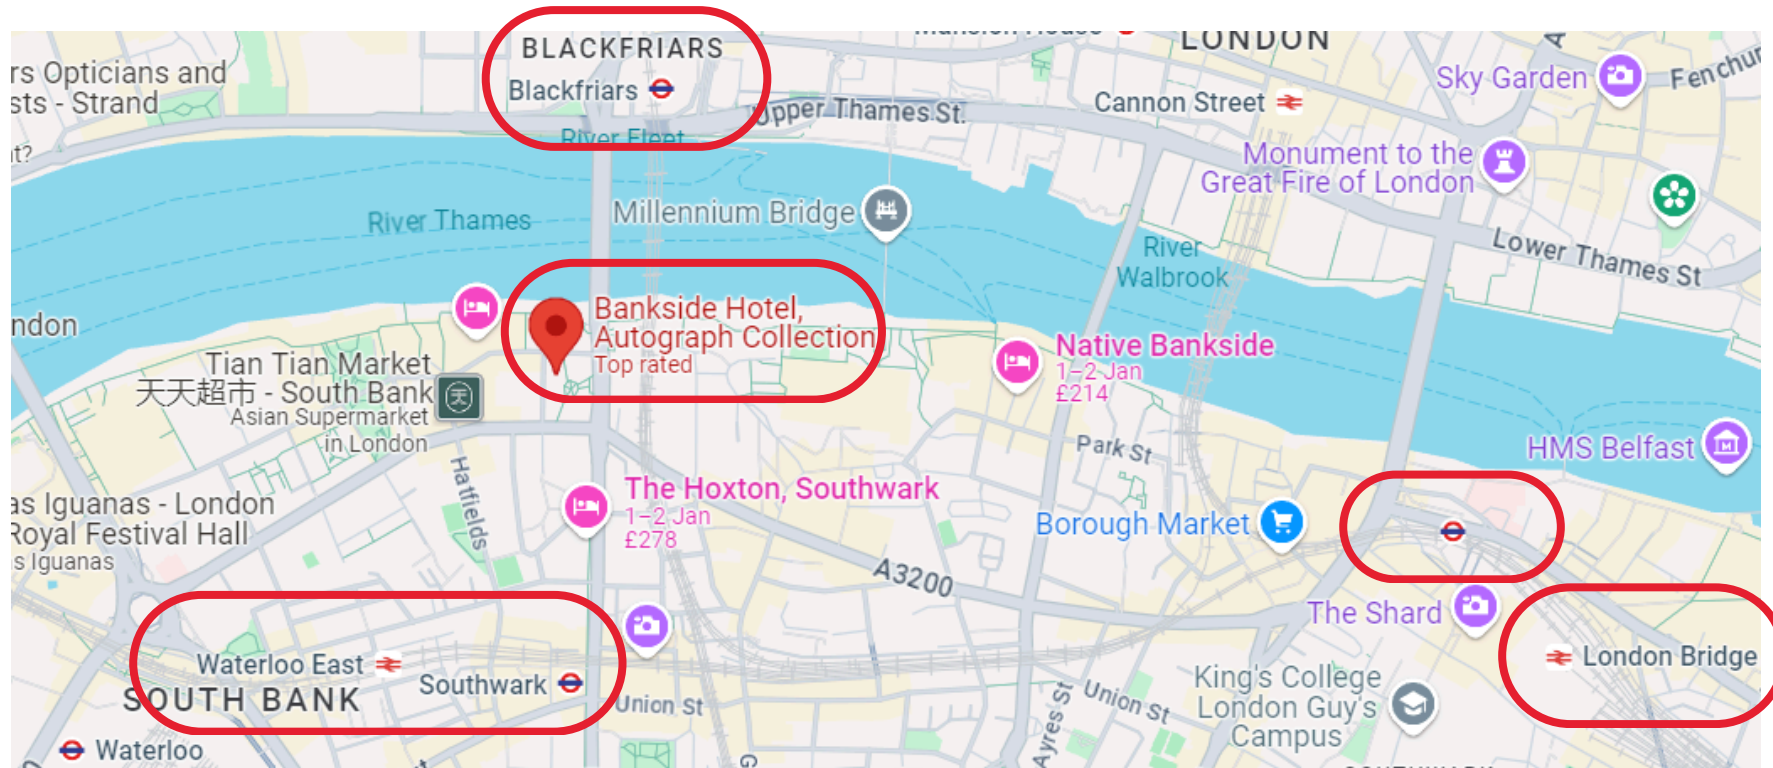 BLACKFRIARS
Blackfriars
LONDON
rs Opticians and
sts - Strand
Upper Thames St.
Cannon Street
Sky Garden
Fenchur
at?
River Fleet
Monument to the
Great Fire of London
River Thames
Millennium Bridge
River
Walbrook
Lower Thames St
ndon
Bankside Hotel,
Autograph Collection
Top rated
Tian Tian Market
天天超市 - South Bank
Asian Supermarket
in London
天
Native Bankside
1–2 Jan
£214
Park St
HMS Belfast
M
Hatfields
as Iguanas - London
Royal Festival Hall
s Iguanas
The Hoxton, Southwark
1–2 Jan
£278
Borough Market
A3200
The Shard
Waterloo East
Southwark
SOUTH BANK
Waterloo
Union St
Ayres St
Union St
King's College
London Guy's
Campus
London Bridge